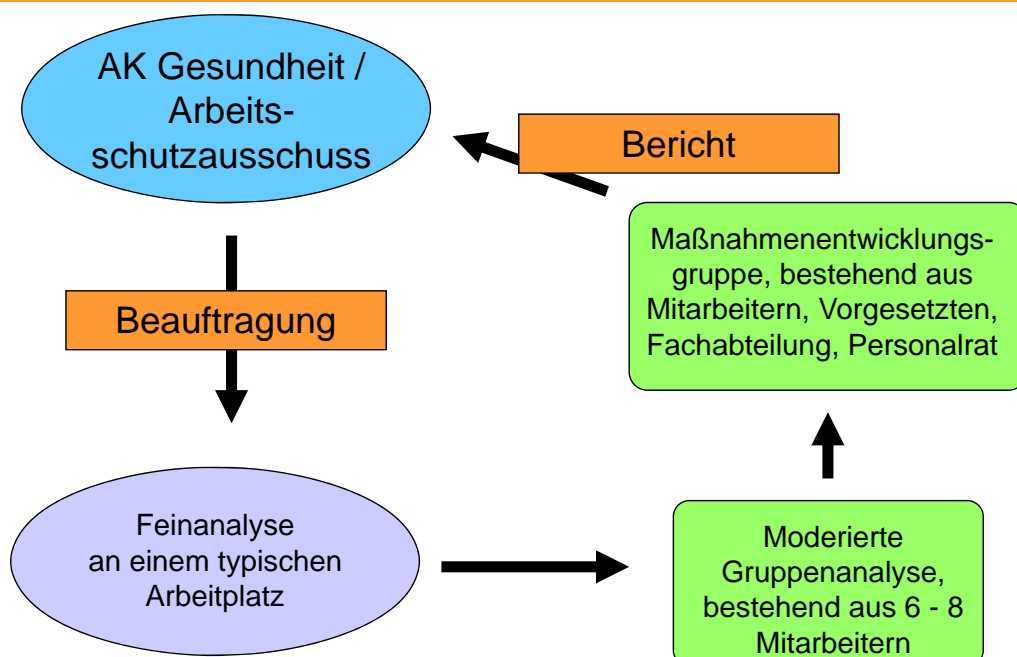 AK Gesundheit /
Arbeits-
schutzausschuss
Bericht
Maßnahmenentwicklungs-
gruppe, bestehend aus
Mitarbeitern, Vorgesetzten,
Fachabteilung, Personalrat
Beauftragung
Feinanalyse
an einem typischen
Arbeitplatz
Moderierte
Gruppenanalyse,
bestehend aus 6 - 8
Mitarbeitern